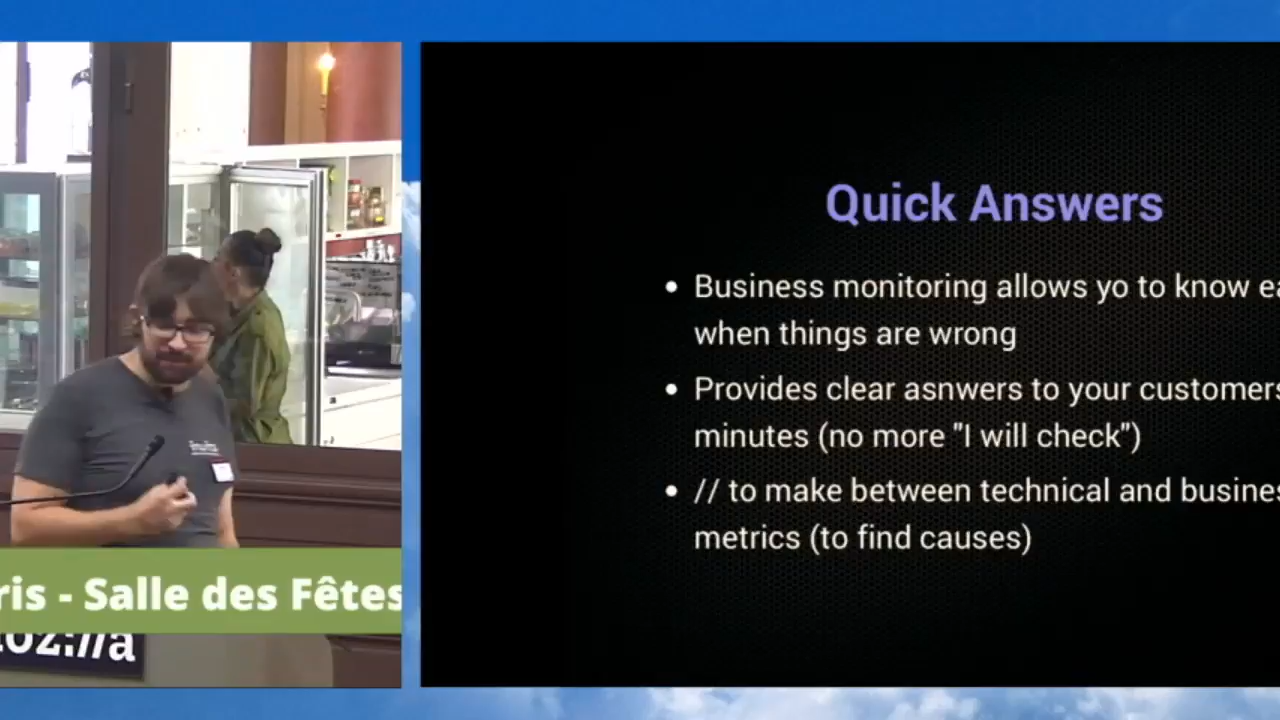 Quick Answers
Business monitoring allows yo to know ea
when things are wrong
Provides clear asnwers to your customers
minutes (no more "I will check")
// to make between technical and busines
metrics (to find causes)
ris - Salle des Fêtes
oz://a